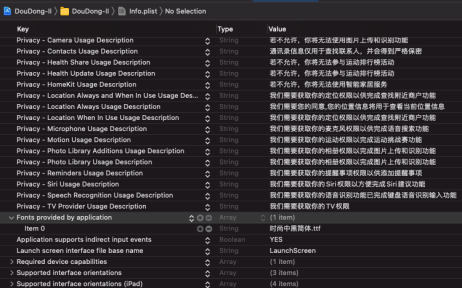 DouDong-II 〉 DouDong-II 〉 Info.plist 〉 No Selection
Key Type Value
Privacy - Camera Usage Description String 若不允许，你将无法使用图片上传和识别功能
Privacy - Contacts Usage Description String 通讯录信息仅用于查找联系人，并会得到严格保密
Privacy - Health Share Usage Description String 若不允许，你将无法参与运动排行榜活动
Privacy - Health Update Usage Description String 若不允许，你将无法参与运动排行榜活动
Privacy - HomeKit Usage Description String 若不允许，你将无法使用智能家居服务
Privacy - Location Always and When In Use Usage Des... String 我们需要获取你的定位权限以供完成查找附近商户功能
Privacy - Location Always Usage Description String 我们需要您的同意,您的位置信息将用于查看当前位置信息
Privacy - Location When In Use Usage Description String 我们需要获取你的定位权限以供完成查找附近商户功能
Privacy - Microphone Usage Description String 我们需要获取你的麦克风权限以供完成语音搜索功能
Privacy - Motion Usage Description String 我们需要获取你的运动权限以完成运动挑战赛功能
Privacy - Photo Library Additions Usage Description String 我们需要获取你的相册权限以完成图片上传和识别功能
Privacy - Photo Library Usage Description String 我们需要获取你的相册权限以完成图片上传和识别功能
Privacy - Reminders Usage Description String 我们需要获取你的提醒事项权限以供添加提醒事项
Privacy - Siri Usage Description String 我们需要获取你的 Siri 权限以方便完成 Siri 建议功能
Privacy - Speech Recognition Usage Description String 我们需要获取你的语音识别功能已完成键盘语音识别输入功能
Privacy - TV Provider Usage Description String 我们需要获取你的 TV 权限
Fonts provided by application Array (1 item)
Item 0 String 时尚中黑简体.ttf
Application supports indirect input events Boolean YES
Launch screen interface file base name String LaunchScreen
Required device capabilities Array (1 item)
Supported interface orientations Array (3 items)
Supported interface orientations (iPad) Array (4 items)